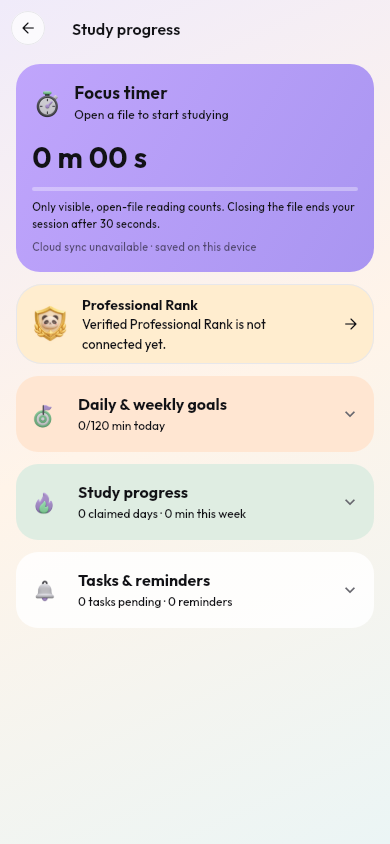 Study progress
Focus timer
Open a file to start studying
0 m 00 s
Only visible, open-file reading counts. Closing the file ends your
session after 30 seconds.
Cloud sync unavailable · saved on this device
Professional Rank
Verified Professional Rank is not
connected yet.
Daily & weekly goals
0/120 min today
Study progress
0 claimed days · 0 min this week
Tasks & reminders
0 tasks pending · 0 reminders